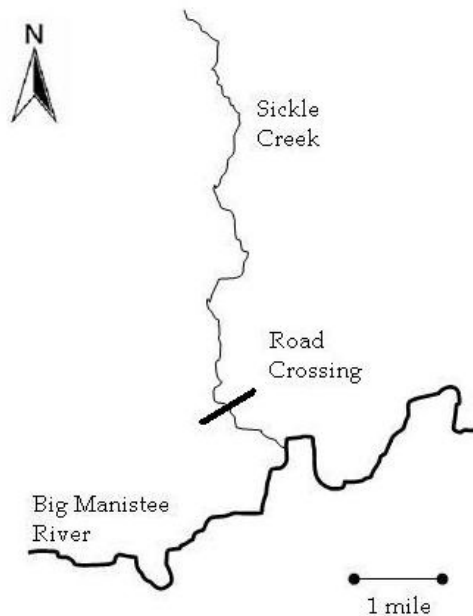 N
Sickle
Creek
Road
Crossing
Big Manistee
River
1 mile